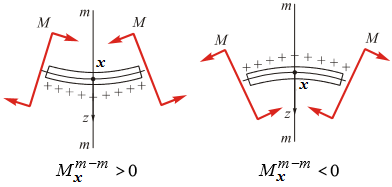 m m
M M M M
+ + + + + + +
x x
+ + + + + + +
z z
m m
M_x^{m–m} > 0 M_x^{m–m} < 0